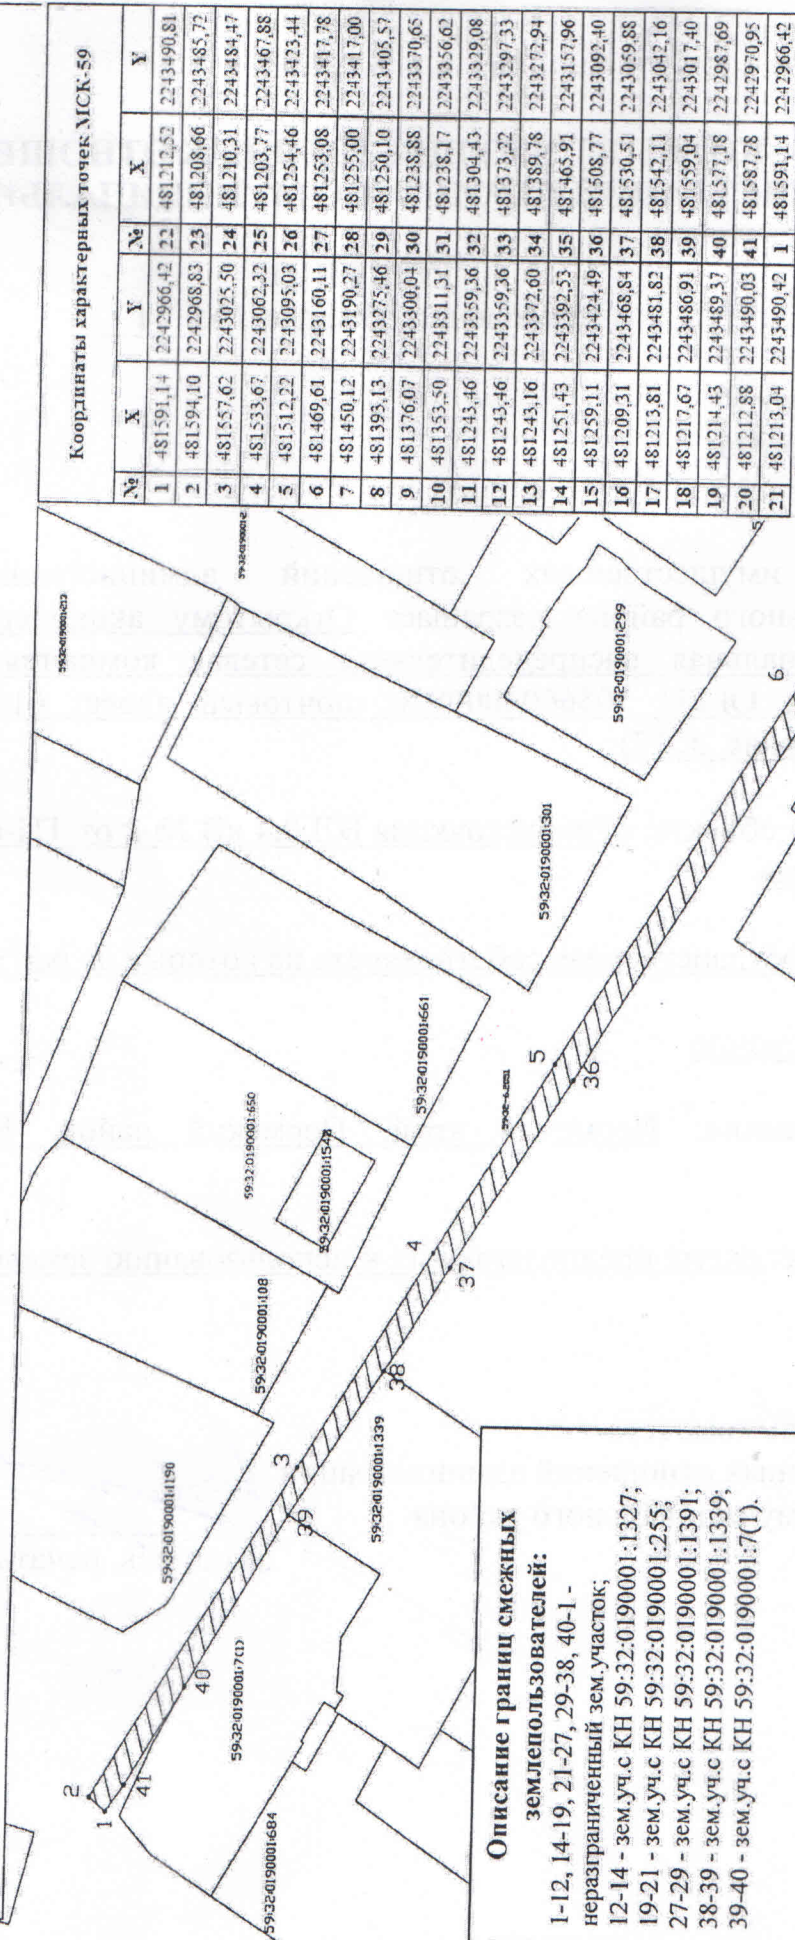 Координаты характерных точек МСК-59
№ X Y № X Y
1 481591,14 2242966,42 22 2243490,81
2 481594,10 2242968,83 23 481208,66 2243485,72
3 481557,62 2243025,50 24 481210,31 2243484,47
4 481533,67 2243062,32 25 481203,77 2243467,88
5 481512,22 2243095,03 26 481254,46 2243423,44
6 481469,61 2243160,11 27 481253,98 2243417,78
7 481450,12 2243190,27 28 481255,00 2243417,00
8 481393,13 2243275,46 29 481250,10 2243405,57
9 481376,07 2243300,04 30 481238,88 2243370,65
10 481353,50 2243311,31 31 481238,17 2243356,62
11 481243,46 2243359,36 32 2243329,08
12 481243,46 2243359,36 33 2243297,33
13 481243,16 2243372,60 34 481389,78 2243272,94
14 481251,43 2243392,53 35 481465,97 2243157,96
15 481259,11 2243424,49 36 481508,77 2243092,40
16 481209,31 2243468,84 37 481530,51 2243059,88
17 481213,81 2243481,82 38 2243042,16
18 481217,67 2243486,91 39 481559,04 2243017,40
19 481214,43 2243489,37 40 481577,18 2242987,69
20 481212,88 2243490,03 41 481587,78 2242970,95
21 481213,04 2243490,42 1 481591,14 2242966,42
59:32:0190001:213
59:32:0190001:299
59:32:0190001:301
59:32:0190001:661
59:32:0190001:650
59:32:0190001:1542
59:32:0190001:108
59:32:0190001:1339
59:32:0190001:1190
59:32:0190001:7(1)
59:32:0190001:684
1
2
3
4
5
6
36
37
38
39
40
41
Описание границ смежных
землепользователей:
1-12, 14-19, 21-27, 29-38, 40-1 -
неразграниченный зем.участок;
12-14 - зем.уч.с КН 59:32:0190001:1327;
19-21 - зем.уч.с КН 59:32:0190001:253;
27-29 - зем.уч.с КН 59:32:0190001:1391;
38-39 - зем.уч.с КН 59:32:0190001:1339;
39-40 - зем.уч.с КН 59:32:0190001:7(1).